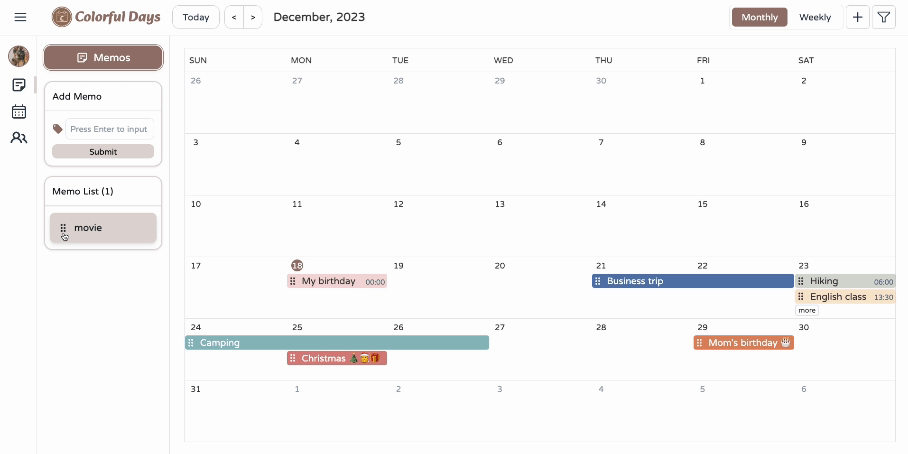 Colorful Days
Today < > December, 2023
Monthly Weekly +
Memos
Add Memo
Press Enter to input
Submit
Memo List (1)
movie
SUN MON TUE WED THU FRI SAT
26 27 28 29 30 1 2
3 4 5 6 7 8 9
10 11 12 13 14 15 16
17 18 19 20 21 22 23
My birthday 00:00 Business trip Hiking 06:00
English class 13:30
more
24 25 26 27 28 29 30
Camping Mom's birthday 🎂
Christmas 🎄🎅🎁
31 1 2 3 4 5 6